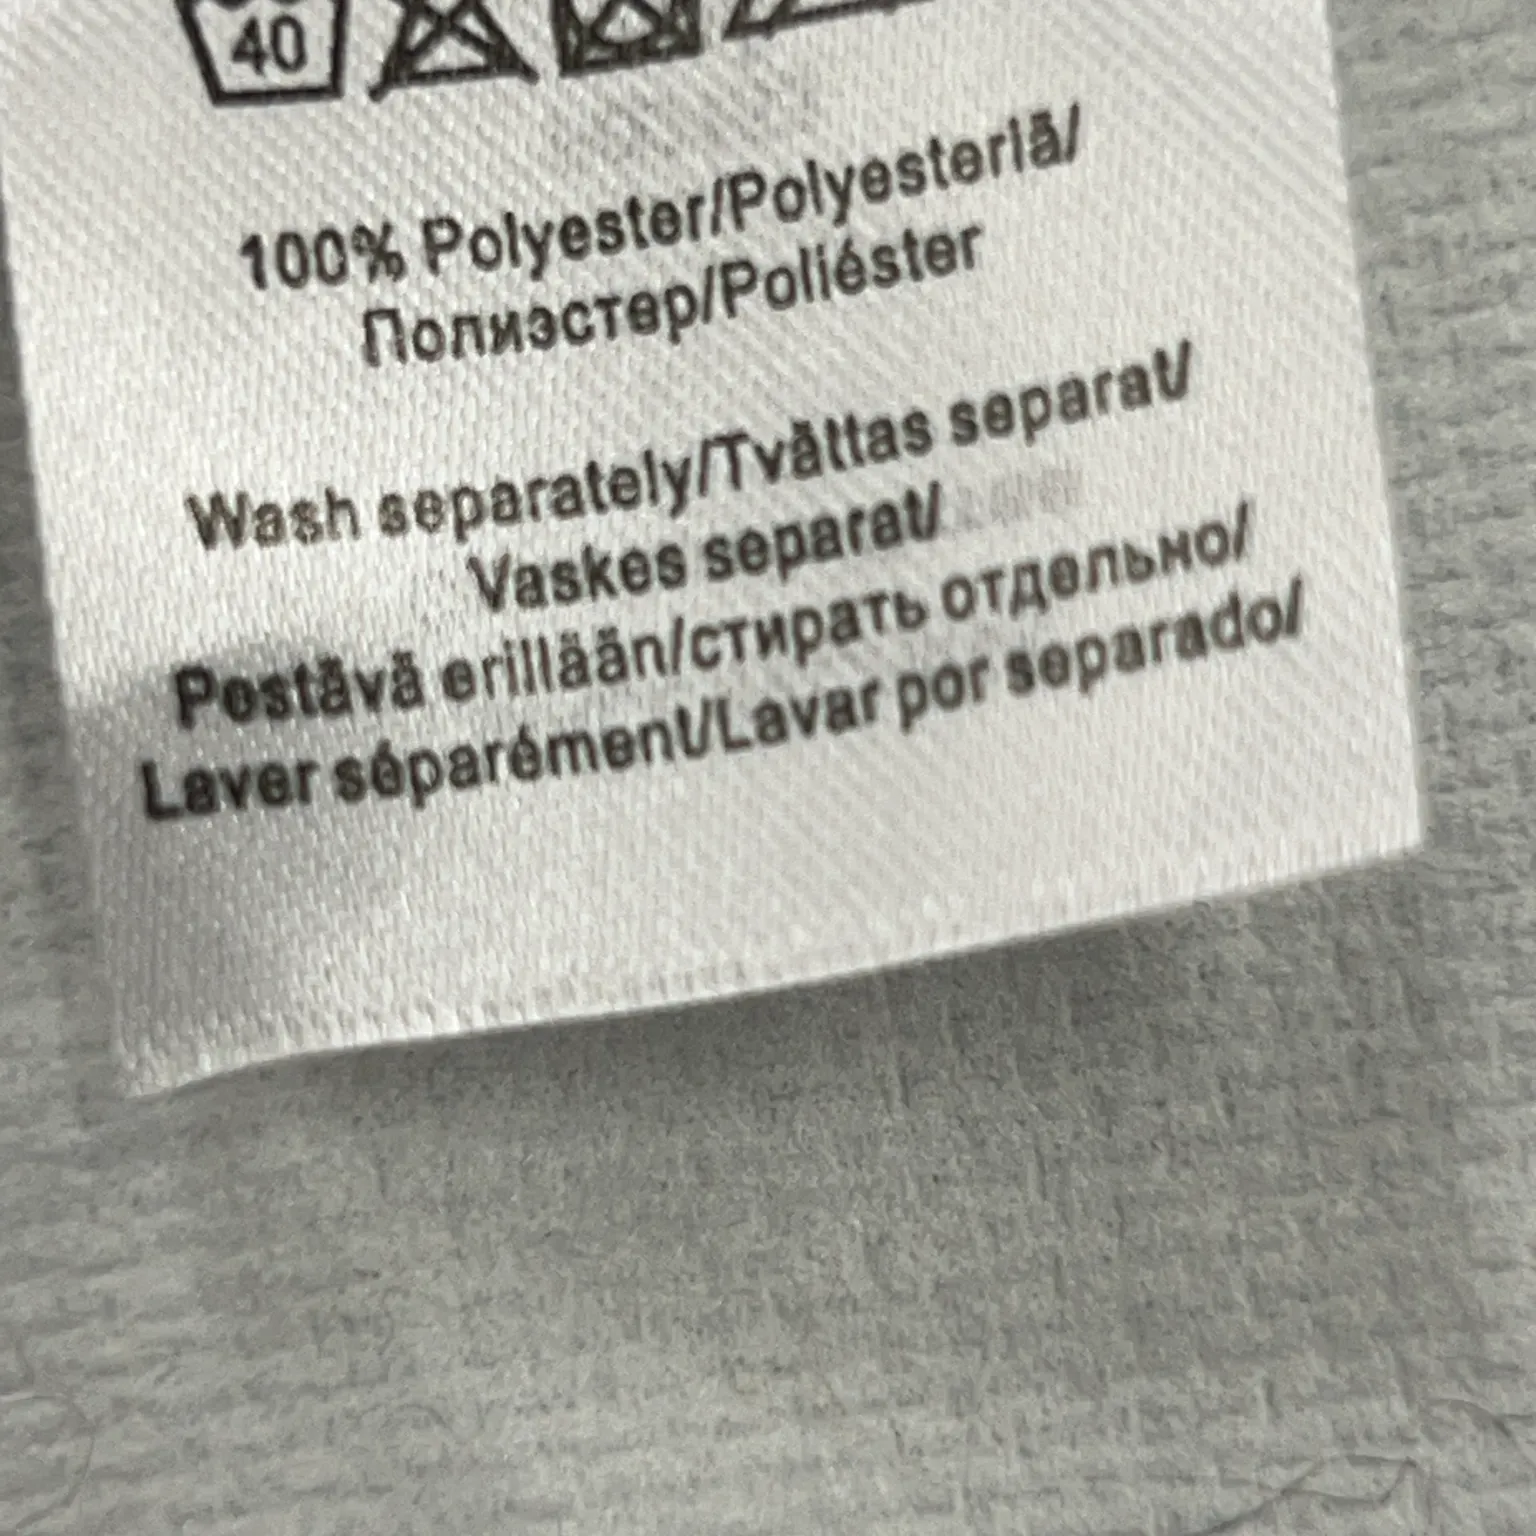 40
100% Polyester/Polyesteriä/
Полиэстер/Poliéster
Wash separately/Tvättas separat/
Vaskes separat/
Pestävä erillään/стирать отдельно/
Laver séparément/Lavar por separado/